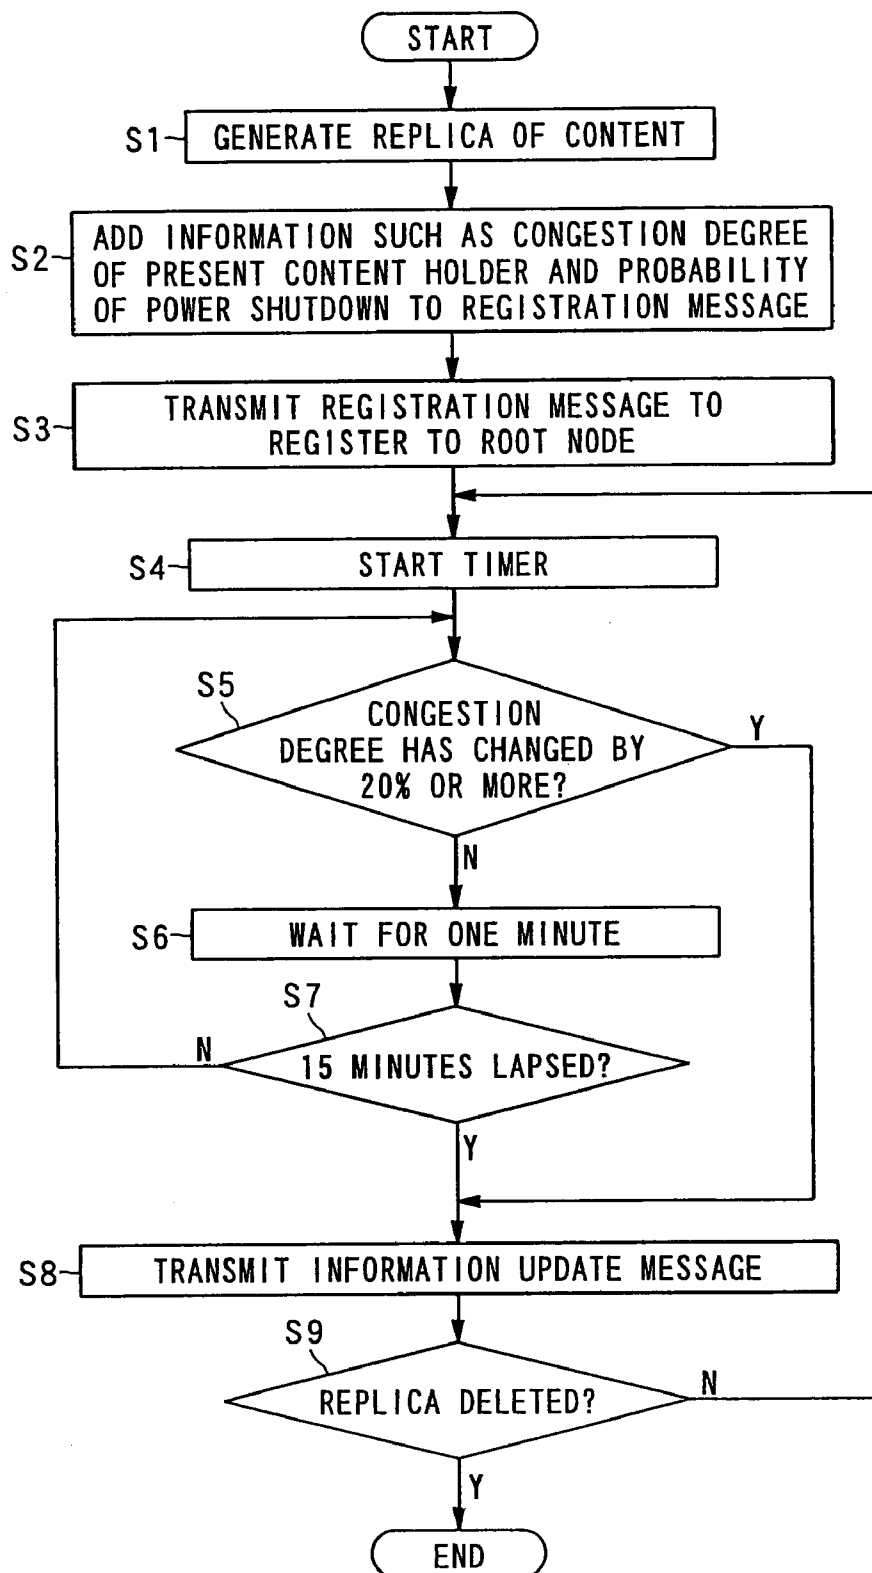 START
S1
GENERATE REPLICA OF CONTENT
S2
ADD INFORMATION SUCH AS CONGESTION DEGREE
OF PRESENT CONTENT HOLDER AND PROBABILITY
OF POWER SHUTDOWN TO REGISTRATION MESSAGE
S3
TRANSMIT REGISTRATION MESSAGE TO
REGISTER TO ROOT NODE
S4
START TIMER
S5
CONGESTION
DEGREE HAS CHANGED BY
20% OR MORE?
Y
N
S6
WAIT FOR ONE MINUTE
S7
N
15 MINUTES LAPSED?
Y
S8
TRANSMIT INFORMATION UPDATE MESSAGE
S9
REPLICA DELETED?
N
Y
END